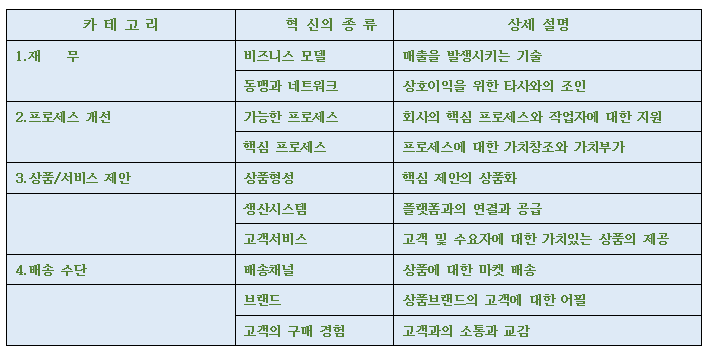 카 테 고 리 혁 신의 종 류 상세 설명
1.재 무 비즈니스 모델 매출을 발생시키는 기술
동맹과 네트워크 상호이익을 위한 타사와의 조인
2.프로세스 개선 가능한 프로세스 회사의 핵심 프로세스와 작업자에 대한 지원
핵심 프로세스 프로세스에 대한 가치창조와 가치부가
3.상품/서비스 제안 상품형성 핵심 제안의 상품화
생산시스템 플랫폼과의 연결과 공급
고객서비스 고객 및 수요자에 대한 가치있는 상품의 제공
4.배송 수단 배송채널 상품에 대한 마켓 배송
브랜드 상품브랜드의 고객에 대한 어필
고객의 구매 경험 고객과의 소통과 교감